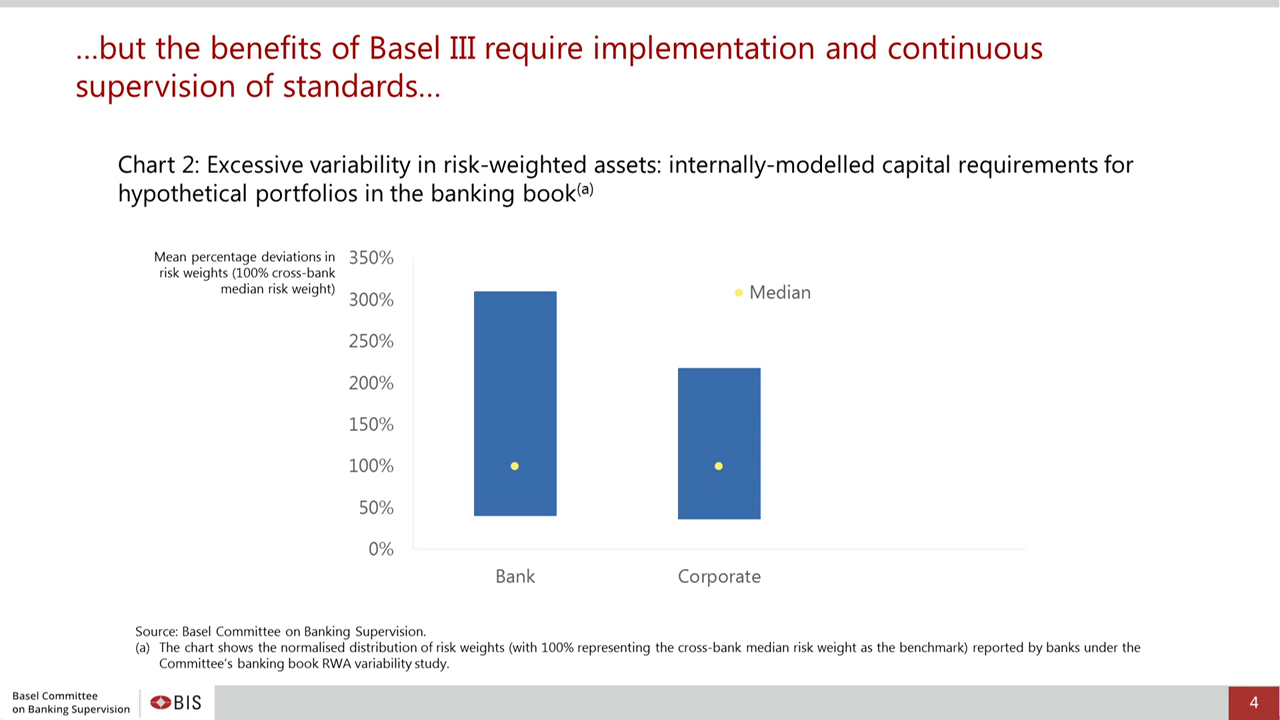 …but the benefits of Basel III require implementation and continuous
supervision of standards…
Chart 2: Excessive variability in risk-weighted assets: internally-modelled capital requirements for
hypothetical portfolios in the banking book(a)
Mean percentage deviations in
risk weights (100% cross-bank
median risk weight)
350%
300%
250%
200%
150%
100%
50%
0%
Median
Bank
Corporate
Source: Basel Committee on Banking Supervision.
(a) The chart shows the normalised distribution of risk weights (with 100% representing the cross-bank median risk weight as the benchmark) reported by banks under the
Committee's banking book RWA variability study.
Basel Committee
on Banking Supervision
BIS
4